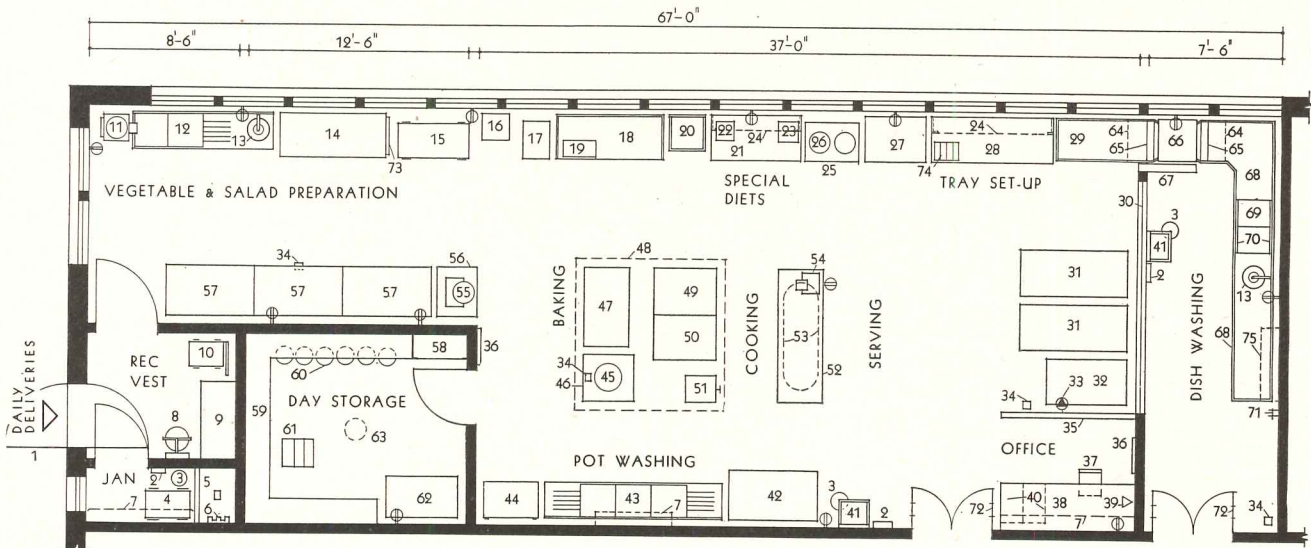 67'-0"
8'-6" 12'-6" 37'-0" 7'-6"
11 12 13 14 73 15 16 17 18 19 20 22 21 24 23 26 25 27 24 74 28 29 64 65 66 64 65 68
67
VEGETABLE & SALAD PREPARATION
SPECIAL
DIETS
TRAY SET-UP
30
3
41
2
69
70
13
68
75
71
DISH WASHING
34
57 57 57
56
55
BAKING
48
47 49
50
34
46 45
51
COOKING
54
53
52
SERVING
31
31
34 33 32
35
DAILY
DELIVERIES
1
REC
VEST
10
8
9
58
36
60
59
DAY STORAGE
61
63
62
JAN
2 3
7 4
5
6
POT WASHING
44 43 7 42
3
41
2
72
OFFICE
36
37
40 38 39
7
72
34